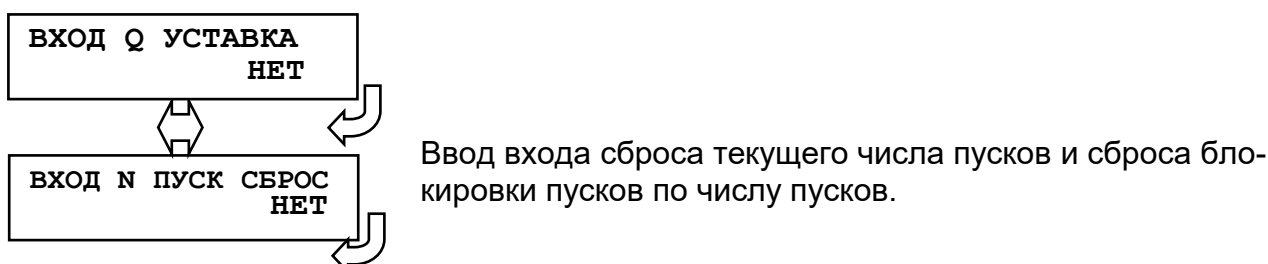 ВХОД Q УСТАВКА
НЕТ
ВХОД N ПУСК СБРОС
НЕТ
Ввод входа сброса текущего числа пусков и сброса бло-
кировки пусков по числу пусков.